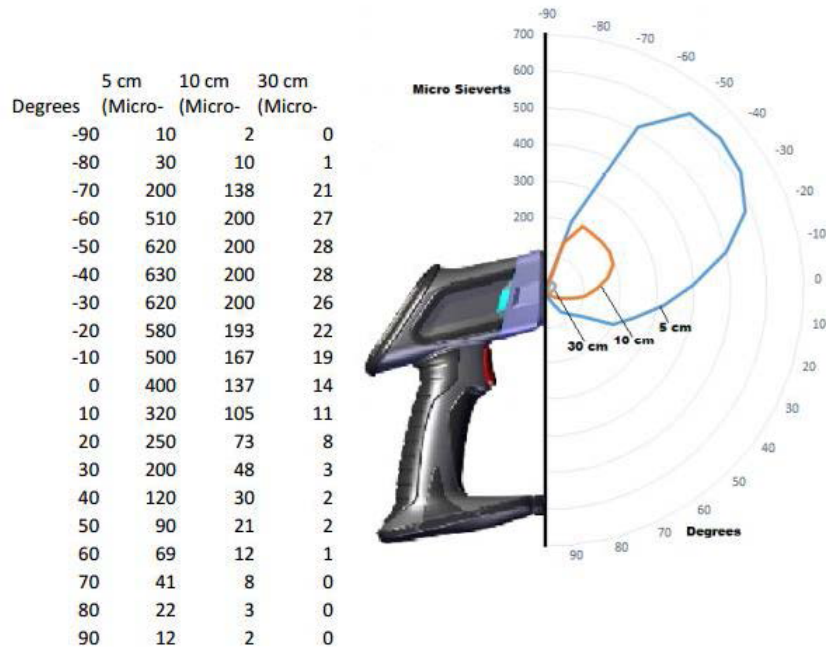 5 cm 10 cm 30 cm
Degrees (Micro- (Micro- (Micro-
-90 10 2 0
-80 30 10 1
-70 200 138 21
-60 510 200 27
-50 620 200 28
-40 630 200 28
-30 620 200 26
-20 580 193 22
-10 500 167 19
0 400 137 14
10 320 105 11
20 250 73 8
30 200 48 3
40 120 30 2
50 90 21 2
60 69 12 1
70 41 8 0
80 22 3 0
90 12 2 0
Micro Sieverts
700
600
500
400
300
200
-90
-80
-70
-60
-50
-40
-30
-20
-10
0
10
20
30
40
50
60
70
80
90
5 cm
10 cm
30 cm
Degrees